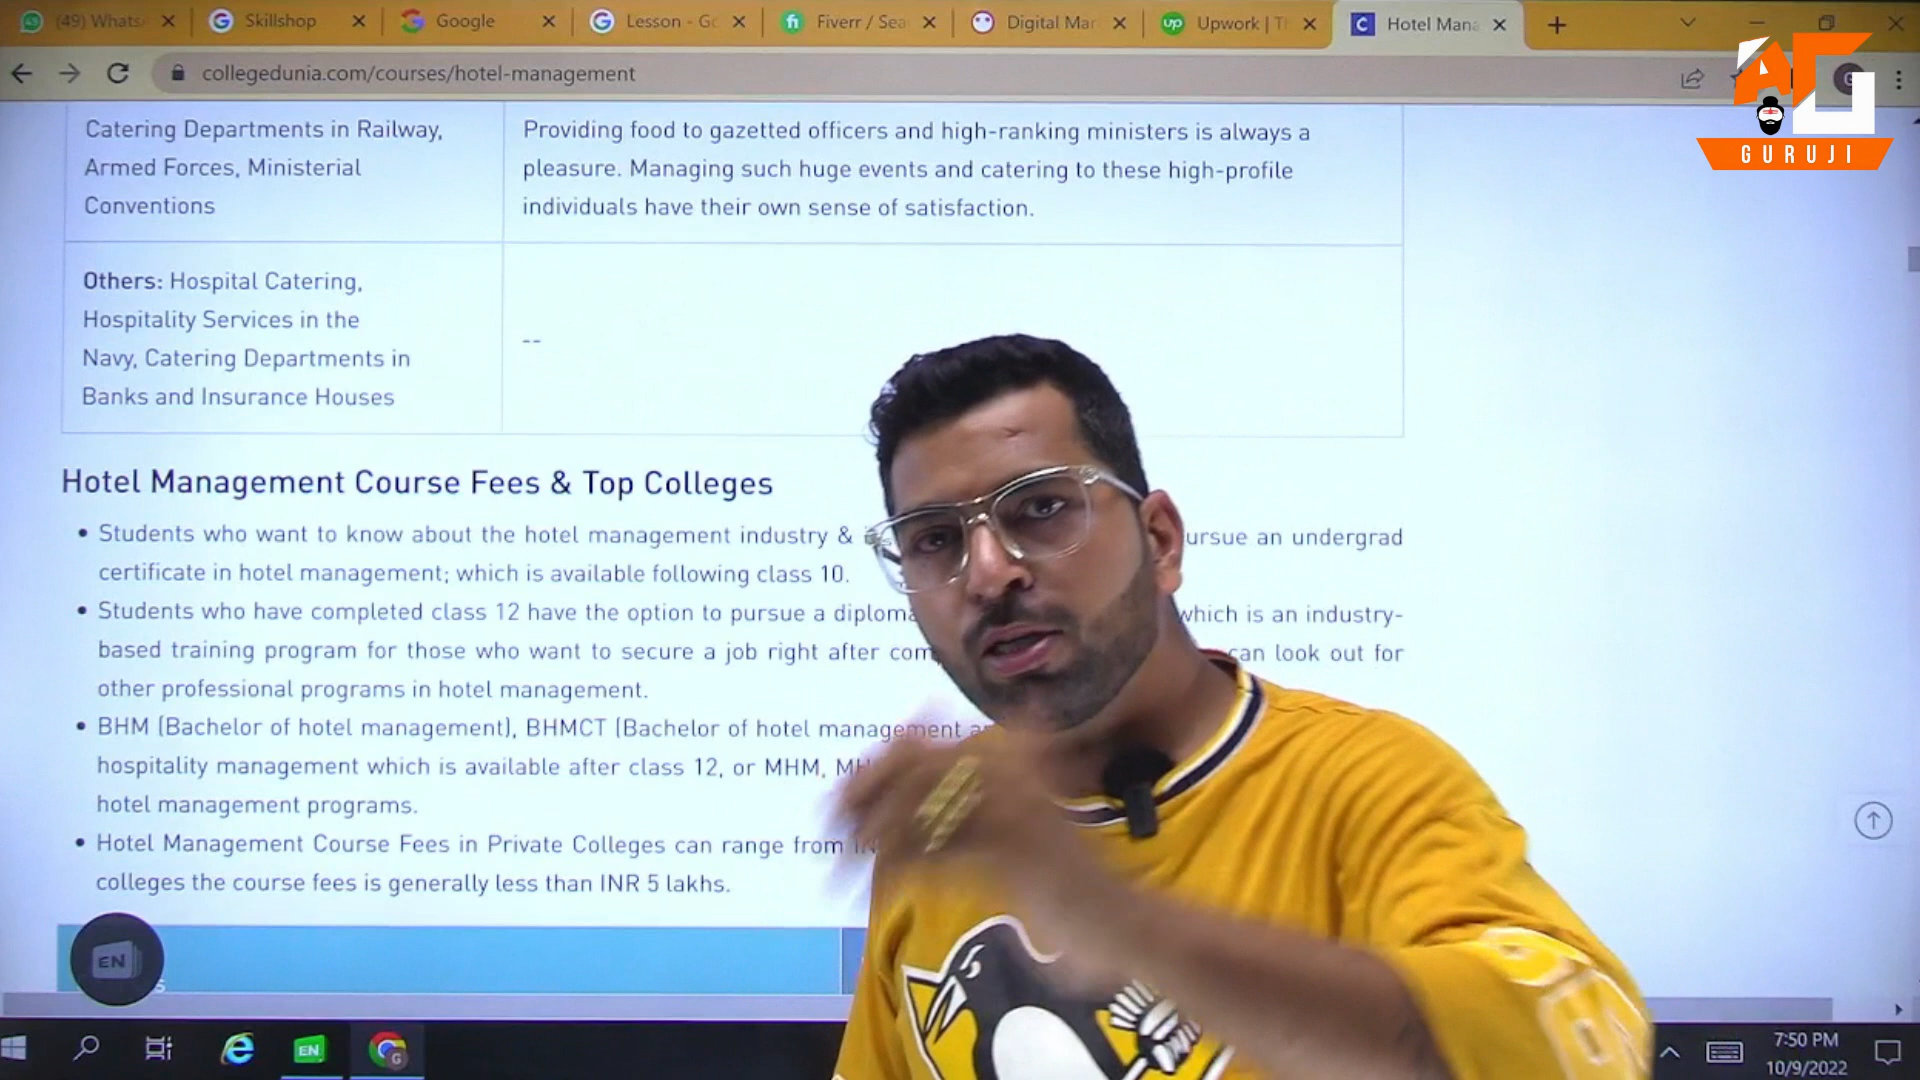 (49) Whats
Skillshop
Google
Lesson - Go
Fiverr / Sea
Digital Mar
Upwork | Th
Hotel Mana
collegedunia.com/courses/hotel-management
GURUJI
Catering Departments in Railway,
Armed Forces, Ministerial
Conventions
Providing food to gazetted officers and high-ranking ministers is always a
pleasure. Managing such huge events and catering to these high-profile
individuals have their own sense of satisfaction.
Others: Hospital Catering,
Hospitality Services in the
Navy, Catering Departments in
Banks and Insurance Houses
--
Hotel Management Course Fees & Top Colleges
• Students who want to know about the hotel management industry & ursue an undergrad
certificate in hotel management; which is available following class 10.
• Students who have completed class 12 have the option to pursue a diploma which is an industry-
based training program for those who want to secure a job right after com can look out for
other professional programs in hotel management.
• BHM (Bachelor of hotel management), BHMCT (Bachelor of hotel management
hospitality management which is available after class 12, or MHM,
hotel management programs.
• Hotel Management Course Fees in Private Colleges can range from
colleges the course fees is generally less than INR 5 lakhs.
EN
EN
7:50 PM
10/9/2022